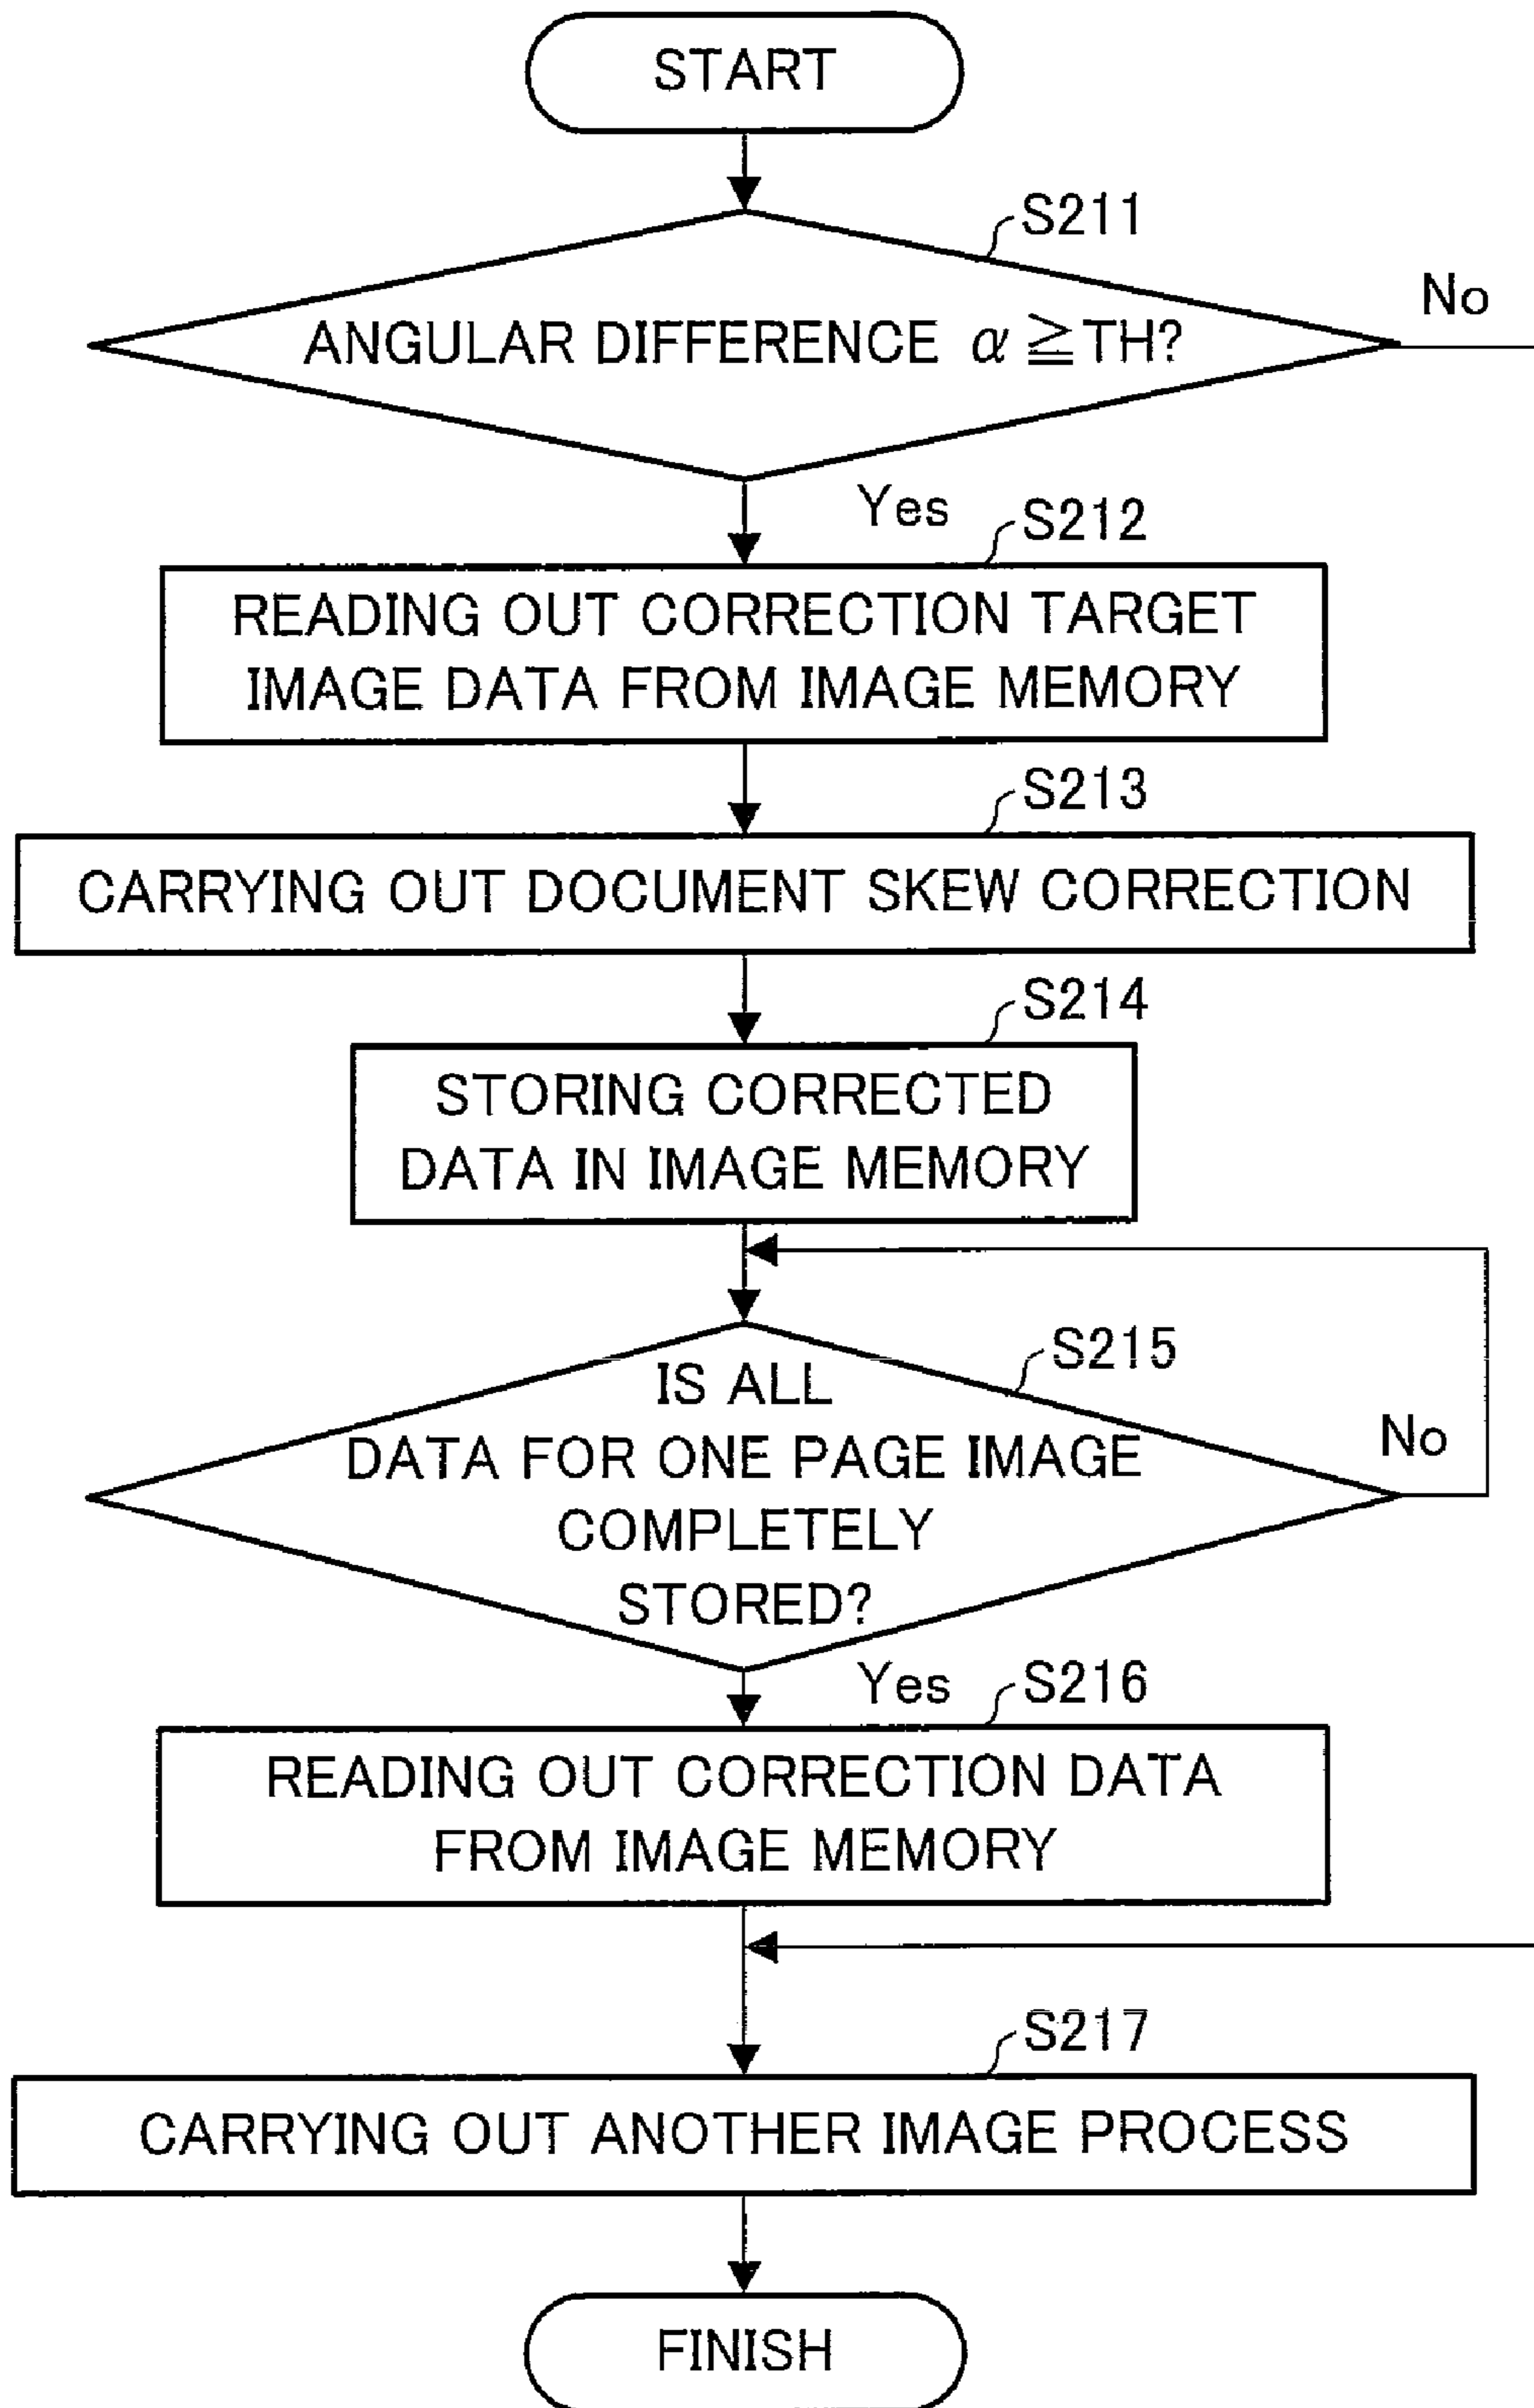 START
S211
No
ANGULAR DIFFERENCE α ≧ TH?
Yes
S212
READING OUT CORRECTION TARGET
IMAGE DATA FROM IMAGE MEMORY
S213
CARRYING OUT DOCUMENT SKEW CORRECTION
S214
STORING CORRECTED
DATA IN IMAGE MEMORY
S215
IS ALL
DATA FOR ONE PAGE IMAGE
No
COMPLETELY
STORED?
Yes
S216
READING OUT CORRECTION DATA
FROM IMAGE MEMORY
S217
CARRYING OUT ANOTHER IMAGE PROCESS
FINISH